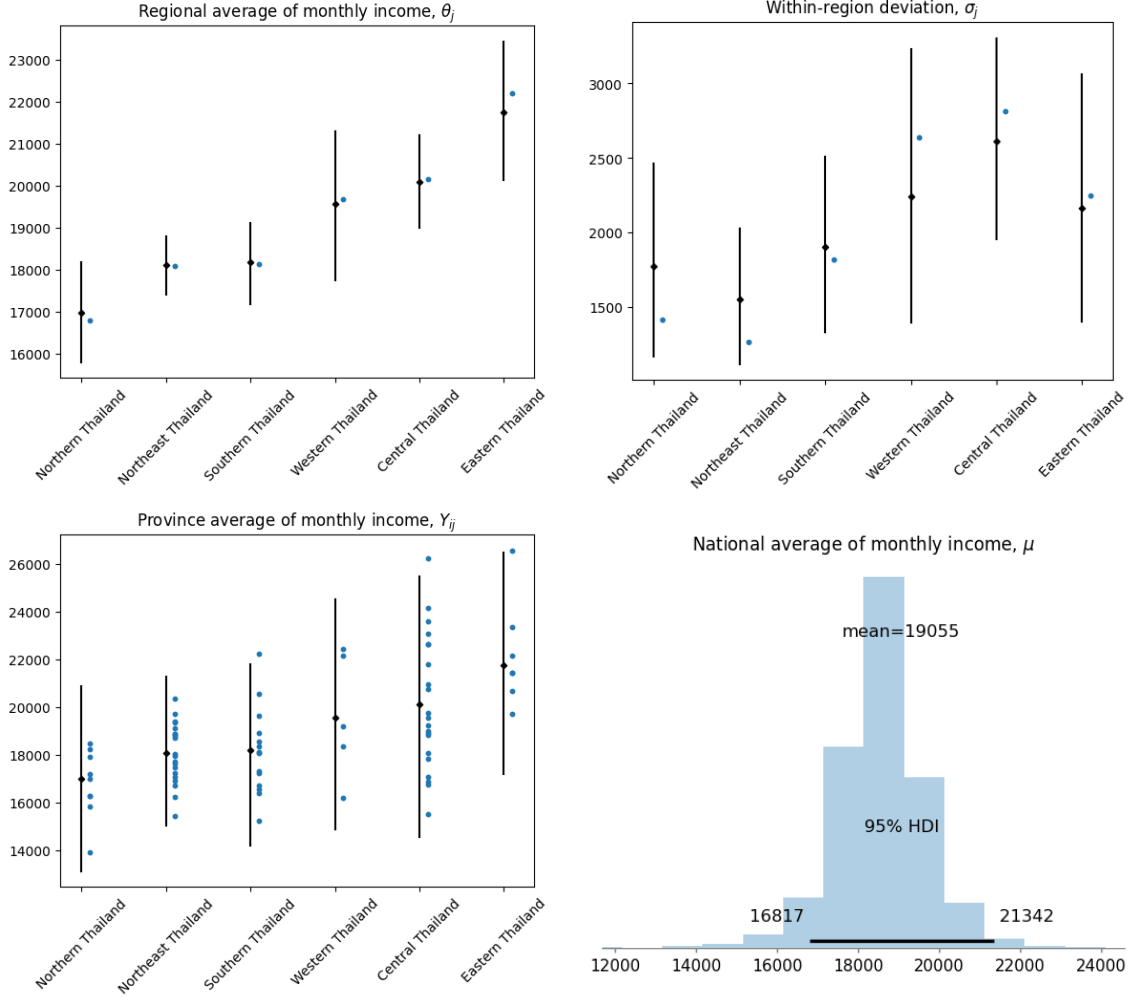 Regional average of monthly income, θj
23000
22000
21000
20000
19000
18000
17000
16000
Northern Thailand
Northeast Thailand
Southern Thailand
Western Thailand
Central Thailand
Eastern Thailand
Within-region deviation, σj
3000
2500
2000
1500
Northern Thailand
Northeast Thailand
Southern Thailand
Western Thailand
Central Thailand
Eastern Thailand
Province average of monthly income, Yij
26000
24000
22000
20000
18000
16000
14000
Northern Thailand
Northeast Thailand
Southern Thailand
Western Thailand
Central Thailand
Eastern Thailand
National average of monthly income, μ
mean=19055
95% HDI
16817 21342
12000 14000 16000 18000 20000 22000 24000